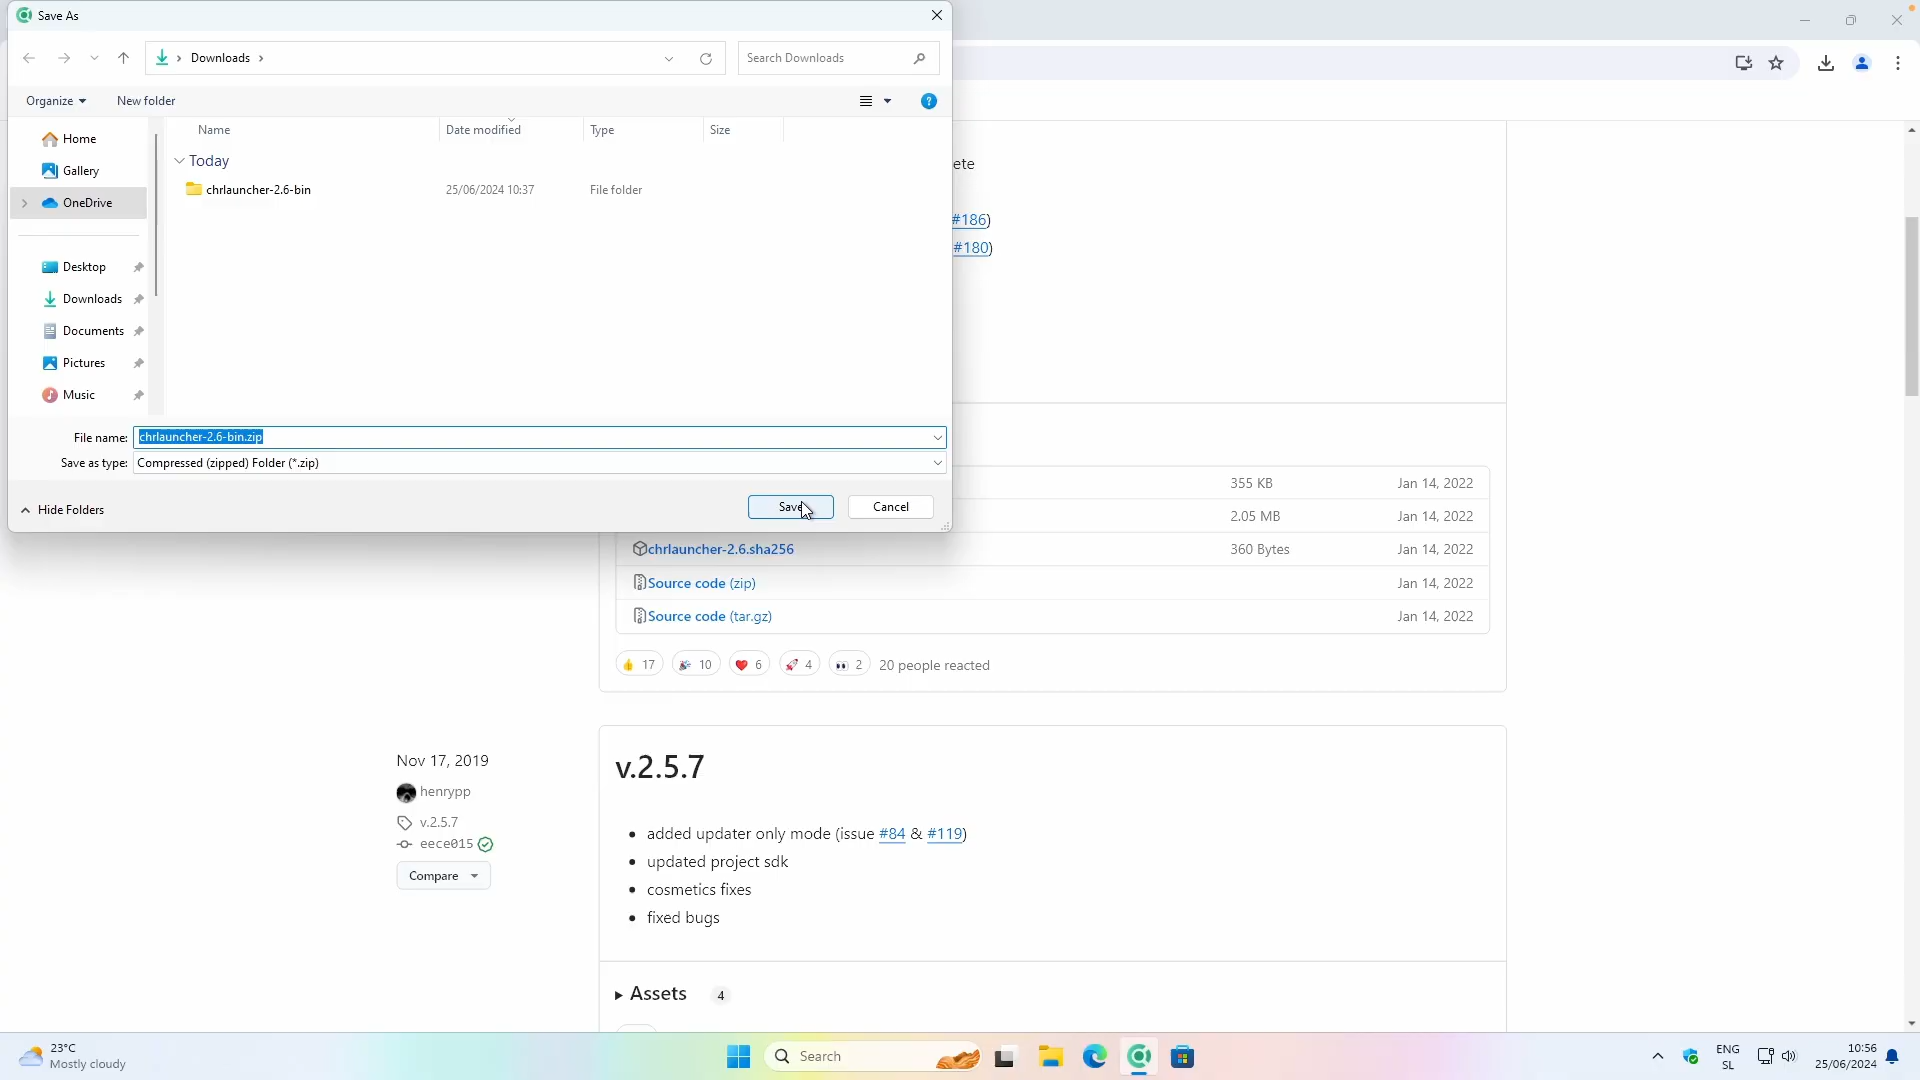 Save As
Downloads
Search Downloads
Organize
New folder
?
Name
Date modified
Type
Size
Today
chrlauncher-2.6-bin
25/06/2024 10:37
File folder
Home
Gallery
OneDrive
Desktop
Downloads
Documents
Pictures
Music
File name: chrlauncher-2.6-bin.zip
Save as type: Compressed (zipped) Folder (*.zip)
Hide Folders
Save
Cancel
ete
#186)
#180)
355 KB
Jan 14, 2022
2.05 MB
Jan 14, 2022
chrlauncher-2.6.sha256
360 Bytes
Jan 14, 2022
Source code (zip)
Jan 14, 2022
Source code (tar.gz)
Jan 14, 2022
17
10
6
4
2
20 people reacted
Nov 17, 2019
henrypp
v.2.5.7
eece015
Compare
v.2.5.7
added updater only mode (issue #84 & #119)
updated project sdk
cosmetics fixes
fixed bugs
Assets 4
23°C
Mostly cloudy
Search
ENG
SL
10:56
25/06/2024